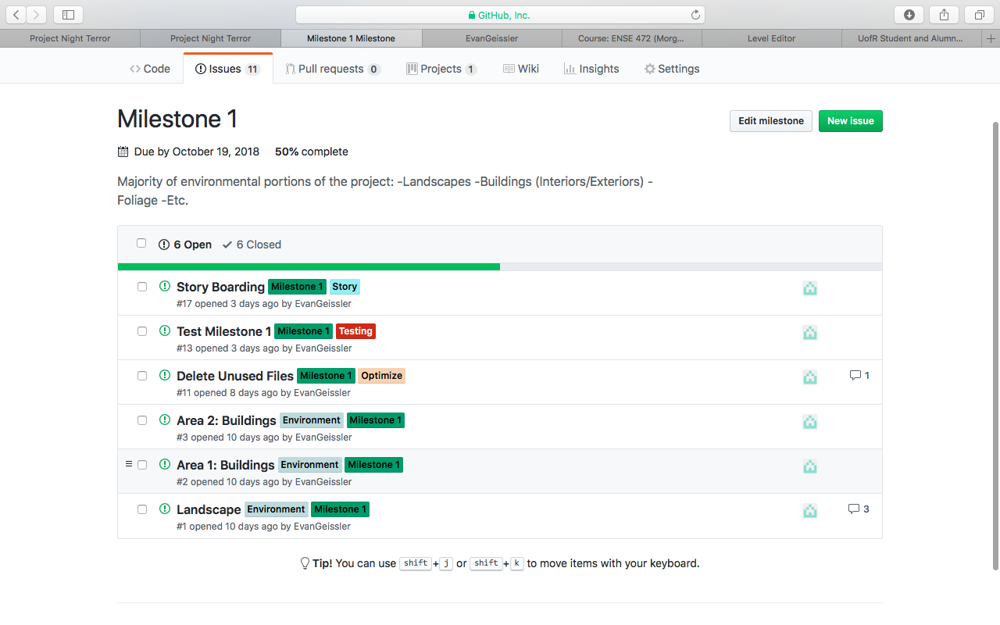 GitHub, Inc.
Project Night Terror
Project Night Terror
Milestone 1 Milestone
EvanGeissler
Course: ENSE 472 (Morg...
Level Editor
UofR Student and Alumn...
Code
Issues 11
Pull requests 0
Projects 1
Wiki
Insights
Settings
Milestone 1
Edit milestone
New issue
Due by October 19, 2018 50% complete
Majority of environmental portions of the project: -Landscapes -Buildings (Interiors/Exteriors) -
Foliage -Etc.
6 Open 6 Closed
Story Boarding Milestone 1 Story
#17 opened 3 days ago by EvanGeissler
Test Milestone 1 Milestone 1 Testing
#13 opened 3 days ago by EvanGeissler
Delete Unused Files Milestone 1 Optimize 1
#11 opened 8 days ago by EvanGeissler
Area 2: Buildings Environment Milestone 1
#3 opened 10 days ago by EvanGeissler
Area 1: Buildings Environment Milestone 1
#2 opened 10 days ago by EvanGeissler
Landscape Environment Milestone 1 3
#1 opened 10 days ago by EvanGeissler
Tip! You can use shift+j or shift+k to move items with your keyboard.